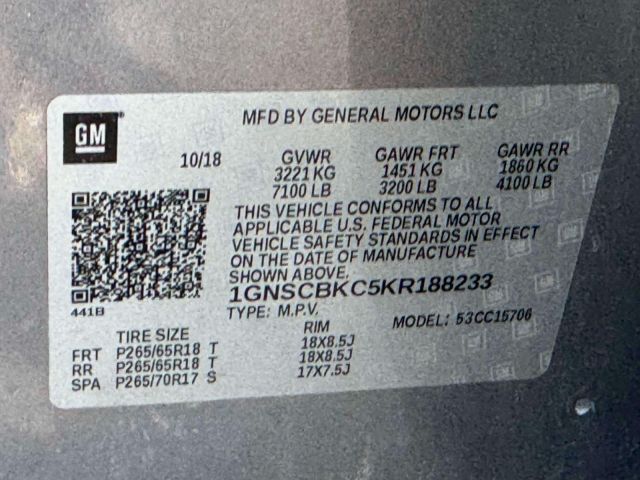 GM
MFD BY GENERAL MOTORS LLC
10/18 GVWR GAWR FRT GAWR RR
3221 KG 1451 KG 1860 KG
7100 LB 3200 LB 4100 LB
THIS VEHICLE CONFORMS TO ALL
APPLICABLE U.S. FEDERAL MOTOR
VEHICLE SAFETY STANDARDS IN EFFECT
ON THE DATE OF MANUFACTURE
SHOWN ABOVE.
1GNSCBKC5KR188233
441B
TYPE: M.P.V. MODEL: 53CC15706
TIRE SIZE RIM
FRT P265/65R18 T 18X8.5J
RR P265/65R18 T 18X8.5J
SPA P265/70R17 S 17X7.5J